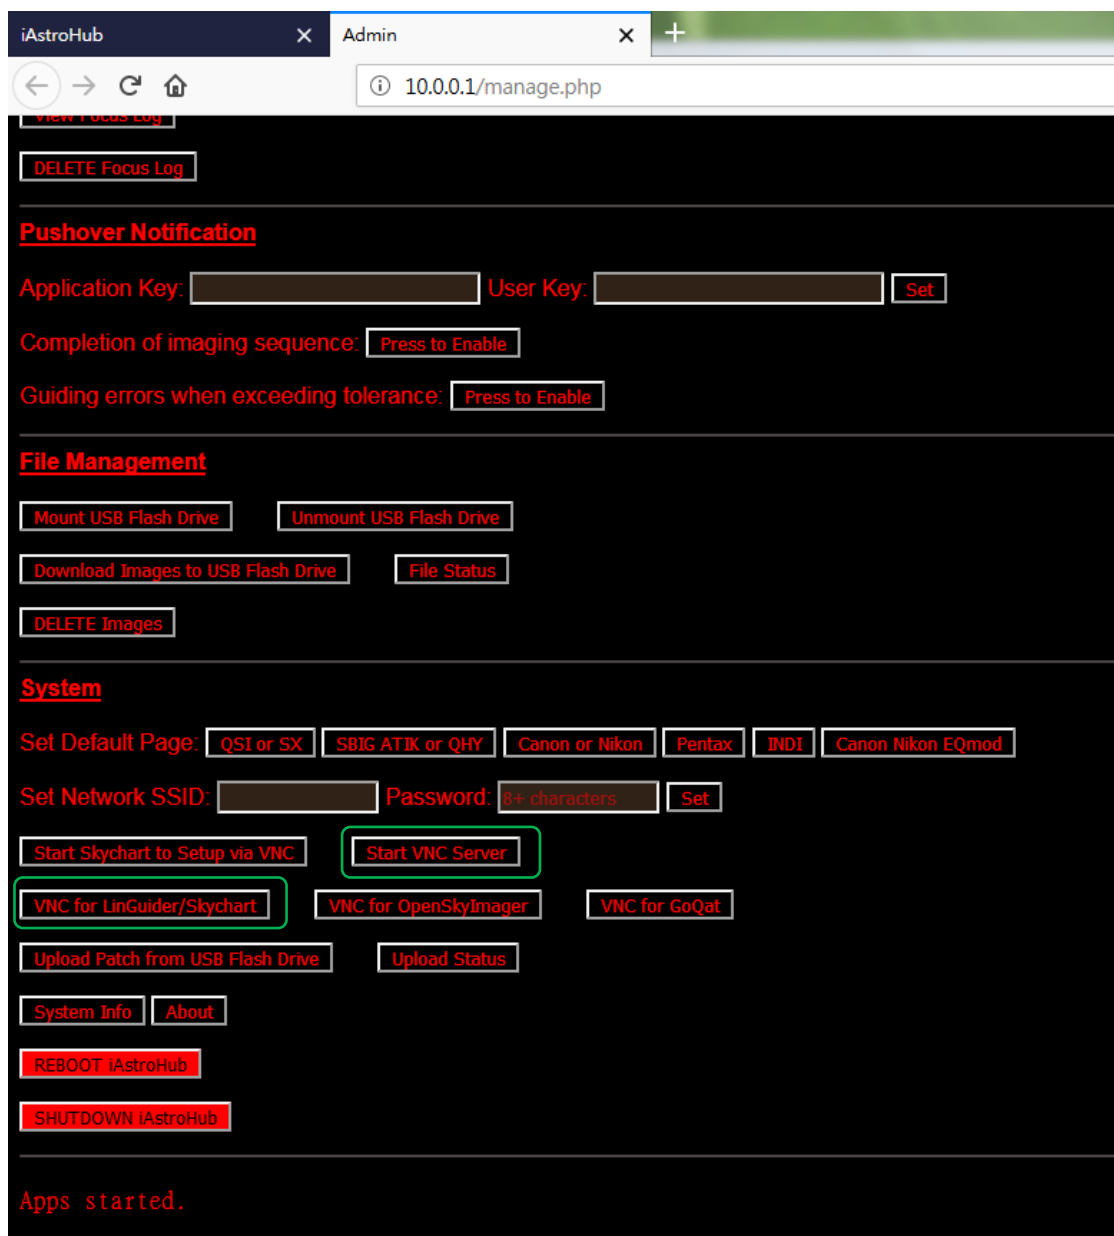 iAstroHub Admin
10.0.0.1/manage.php
View Focus Log
DELETE Focus Log
Pushover Notification
Application Key: User Key: Set
Completion of imaging sequence: Press to Enable
Guiding errors when exceeding tolerance: Press to Enable
File Management
Mount USB Flash Drive Unmount USB Flash Drive
Download Images to USB Flash Drive File Status
DELETE Images
System
Set Default Page: QSI or SX SBIG ATIK or QHY Canon or Nikon Pentax INDI Canon Nikon EQmod
Set Network SSID: Password: 8+ characters Set
Start Skychart to Setup via VNC Start VNC Server
VNC for LinGuider/Skychart VNC for OpenSkyImager VNC for GoQat
Upload Patch from USB Flash Drive Upload Status
System Info About
REBOOT iAstroHub
SHUTDOWN iAstroHub
Apps started.